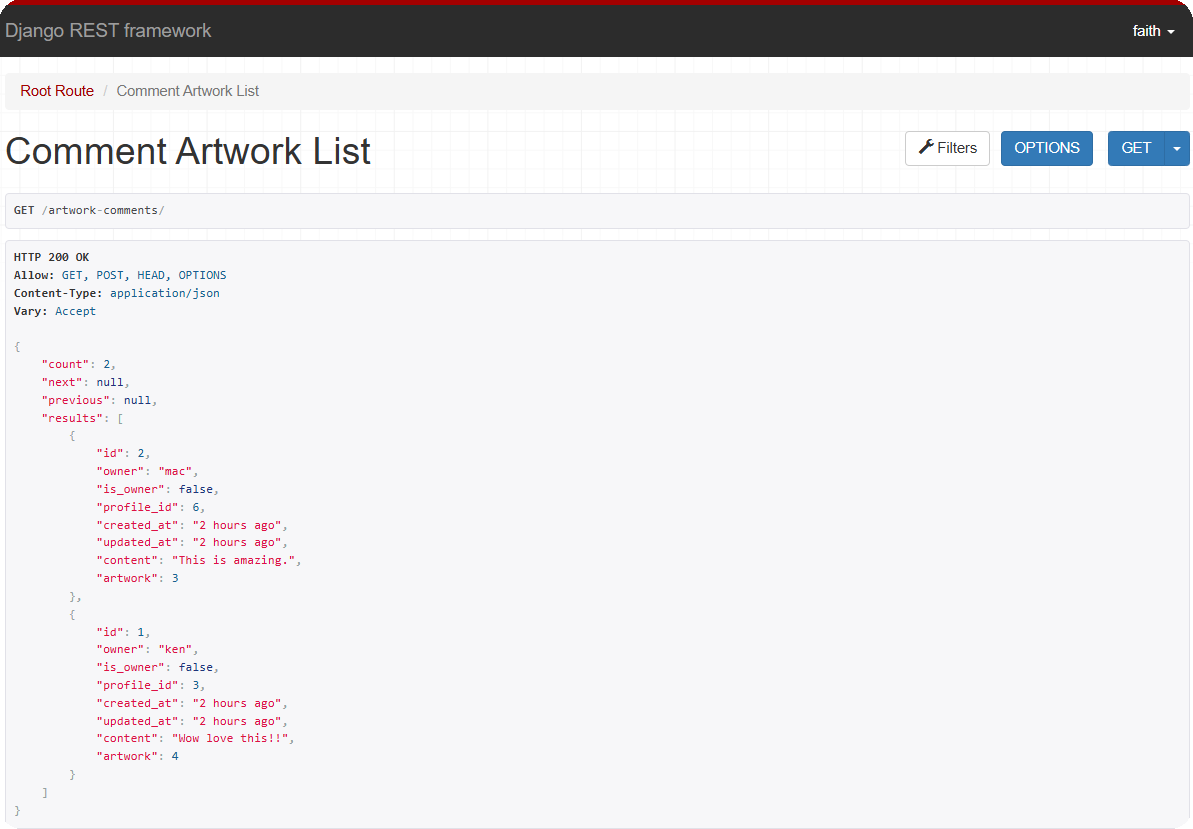 Django REST framework
faith
Root Route / Comment Artwork List
Comment Artwork List
Filters
OPTIONS
GET
GET /artwork-comments/
HTTP 200 OK
Allow: GET, POST, HEAD, OPTIONS
Content-Type: application/json
Vary: Accept
{
    "count": 2,
    "next": null,
    "previous": null,
    "results": [
        {
            "id": 2,
            "owner": "mac",
            "is_owner": false,
            "profile_id": 6,
            "created_at": "2 hours ago",
            "updated_at": "2 hours ago",
            "content": "This is amazing.",
            "artwork": 3
        },
        {
            "id": 1,
            "owner": "ken",
            "is_owner": false,
            "profile_id": 3,
            "created_at": "2 hours ago",
            "updated_at": "2 hours ago",
            "content": "Wow love this!!",
            "artwork": 4
        }
    ]
}